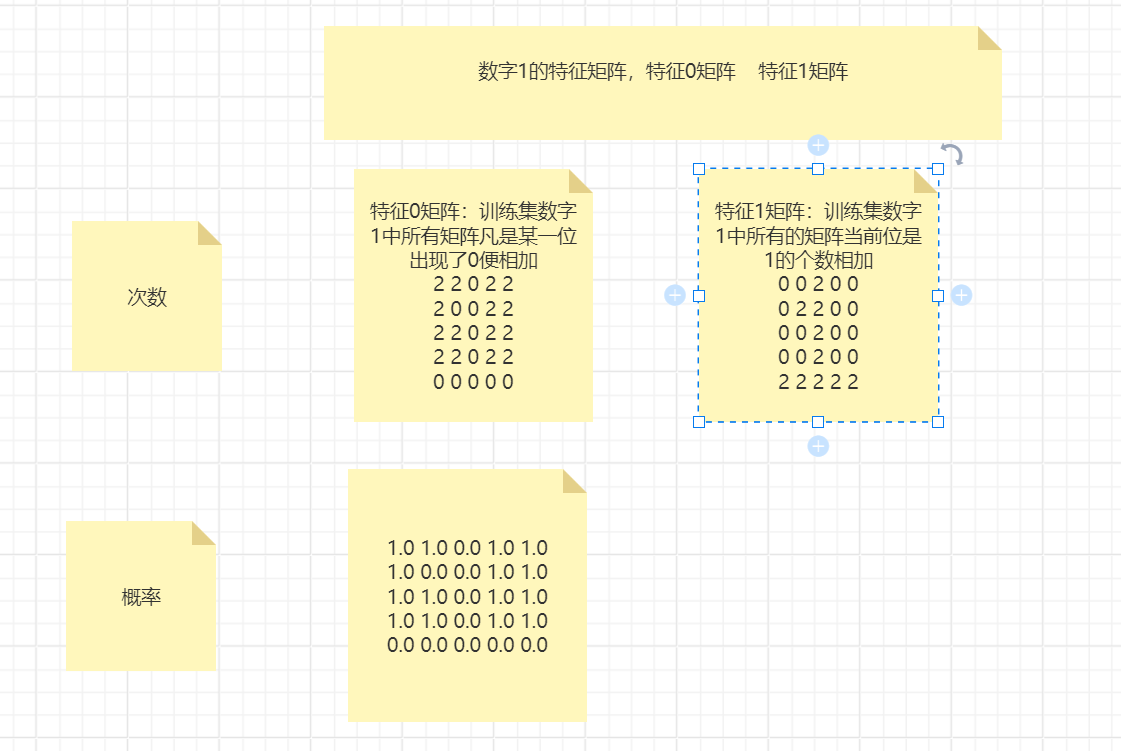 数字1的特征矩阵，特征0矩阵    特征1矩阵
次数
特征0矩阵：训练集数字
1中所有矩阵凡是某一位
出现了0便相加
2 2 0 2 2
2 0 0 2 2
2 2 0 2 2
2 2 0 2 2
0 0 0 0 0
特征1矩阵：训练集数字
1中所有的矩阵当前位是
1的个数相加
0 0 2 0 0
0 2 2 0 0
0 0 2 0 0
0 0 2 0 0
2 2 2 2 2
概率
1.0 1.0 0.0 1.0 1.0
1.0 0.0 0.0 1.0 1.0
1.0 1.0 0.0 1.0 1.0
1.0 1.0 0.0 1.0 1.0
0.0 0.0 0.0 0.0 0.0